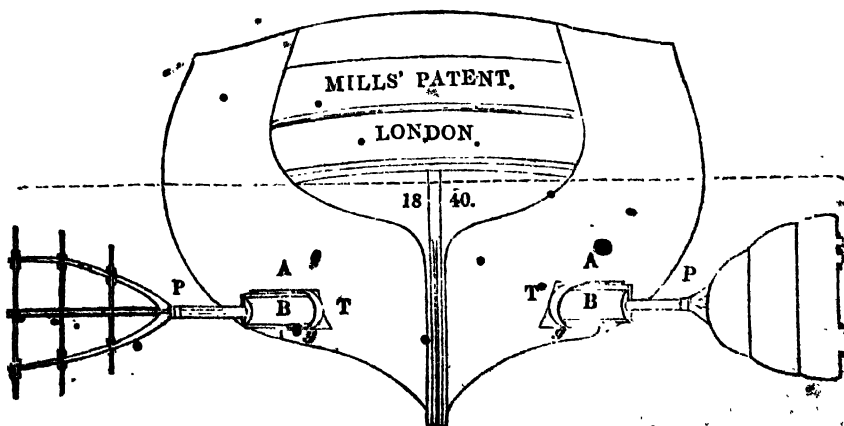 MILLS' PATENT.
LONDON
18 40.
A g A
P B T T B P
g g